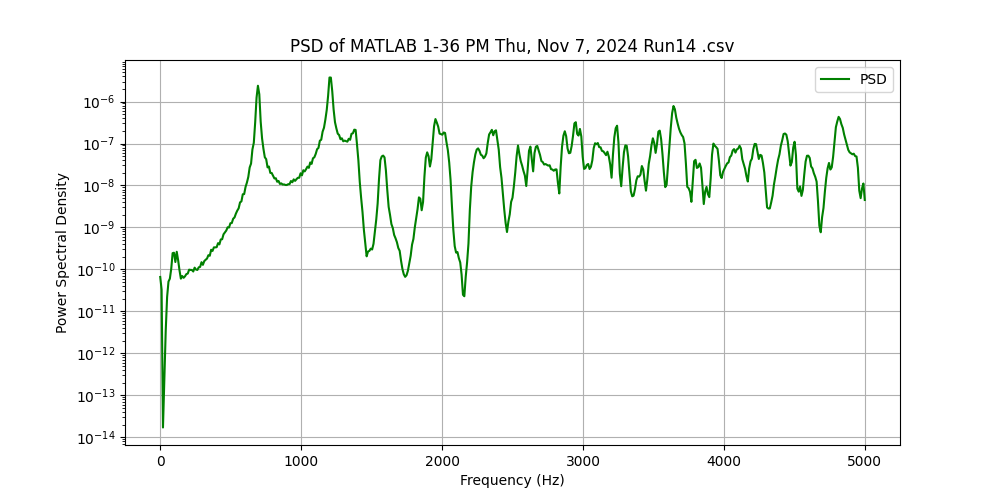 PSD of MATLAB 1-36 PM Thu, Nov 7, 2024 Run14 .csv
PSD
10⁻⁶
10⁻⁷
10⁻⁸
10⁻⁹
10⁻¹⁰
10⁻¹¹
10⁻¹²
10⁻¹³
10⁻¹⁴
Power Spectral Density
0 1000 2000 3000 4000 5000
Frequency (Hz)